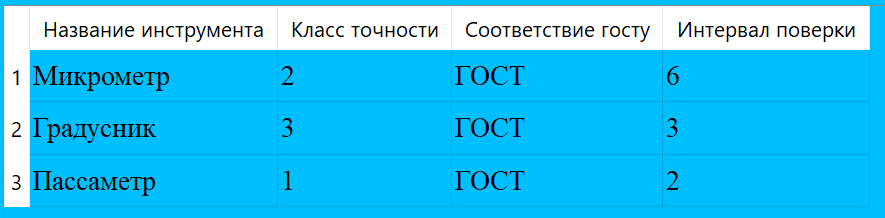 Название инструмента Класс точности Соответствие госту Интервал поверки
1 Микрометр 2 ГОСТ 6
2 Градусник 3 ГОСТ 3
3 Пассаметр 1 ГОСТ 2